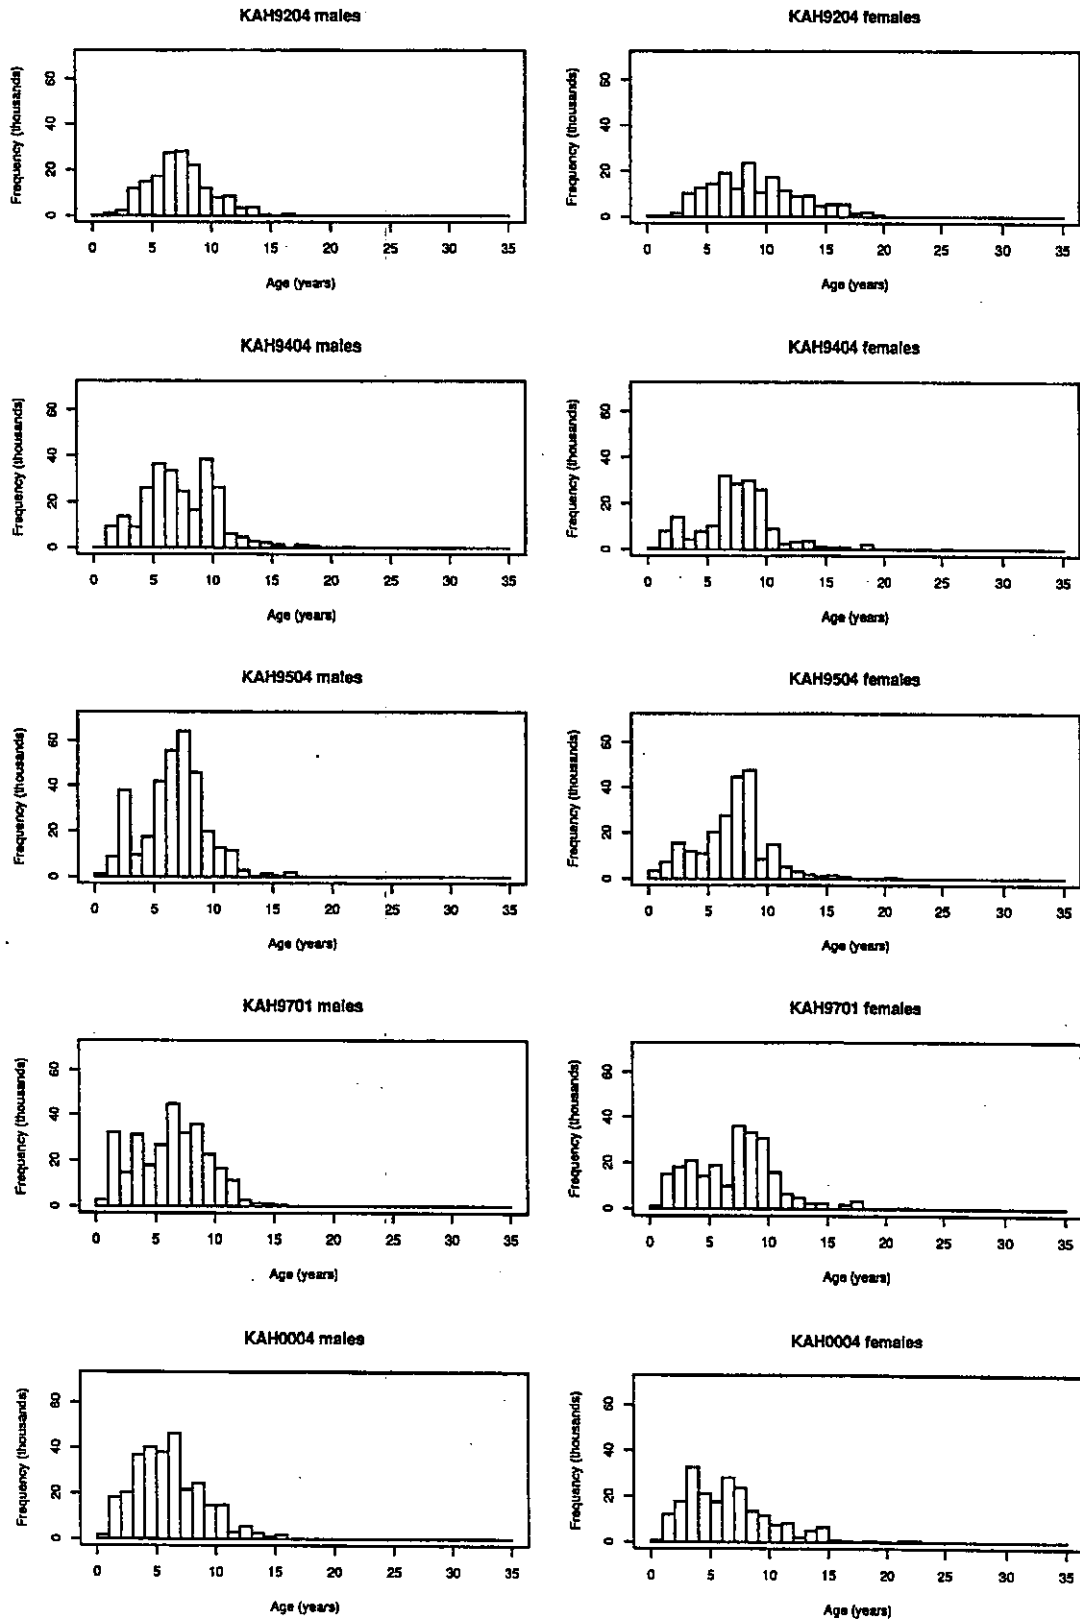 KAH9204 males
Frequency (thousands)
60
40
20
0
0 5 10 15 20 25 30 35
Age (years)
KAH9204 females
Frequency (thousands)
60
40
20
0
0 5 10 15 20 25 30 35
Age (years)
KAH9404 males
Frequency (thousands)
60
40
20
0
0 5 10 15 20 25 30 35
Age (years)
KAH9404 females
Frequency (thousands)
60
40
20
0
0 5 10 15 20 25 30 35
Age (years)
KAH9504 males
Frequency (thousands)
60
40
20
0
0 5 10 15 20 25 30 35
Age (years)
KAH9504 females
Frequency (thousands)
60
40
20
0
0 5 10 15 20 25 30 35
Age (years)
KAH9701 males
Frequency (thousands)
60
40
20
0
0 5 10 15 20 25 30 35
Age (years)
KAH9701 females
Frequency (thousands)
60
40
20
0
0 5 10 15 20 25 30 35
Age (years)
KAH0004 males
Frequency (thousands)
60
40
20
0
0 5 10 15 20 25 30 35
Age (years)
KAH0004 females
Frequency (thousands)
60
40
20
0
0 5 10 15 20 25 30 35
Age (years)